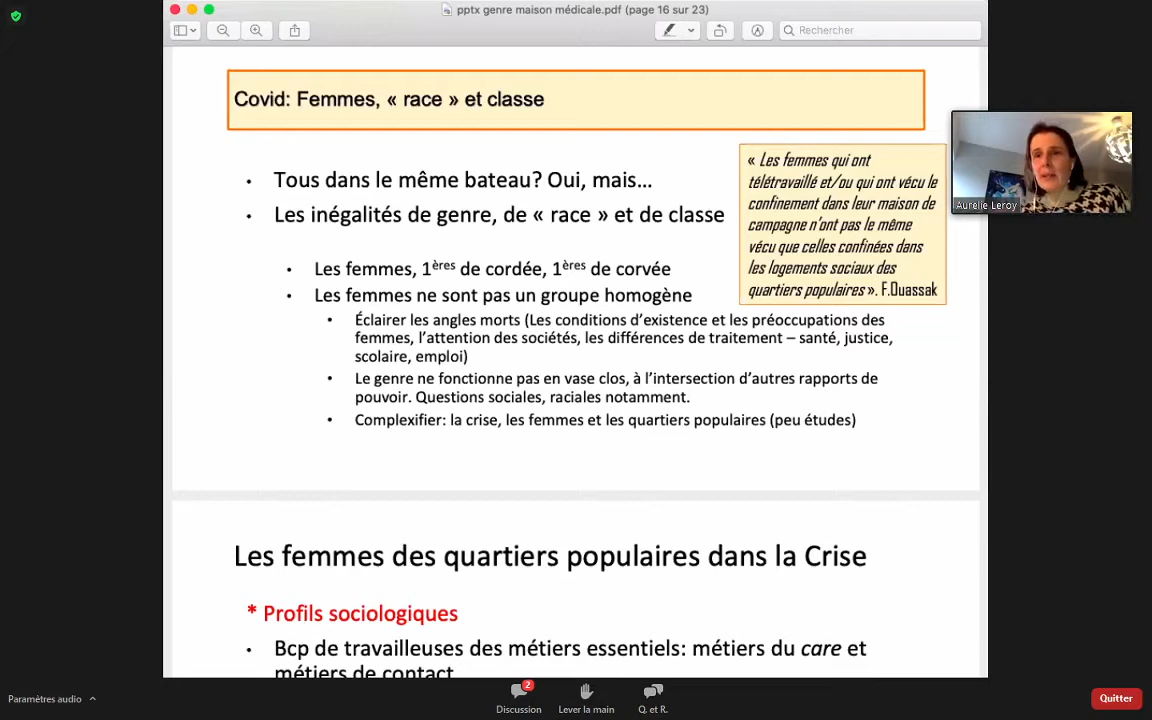 pptx genre maison médicale.pdf (page 16 sur 23)
Rechercher
Covid: Femmes, « race » et classe
• Tous dans le même bateau? Oui, mais…
• Les inégalités de genre, de « race » et de classe
« Les femmes qui ont
télétravaillé et/ou qui ont vécu le
confinement dans leur maison de
campagne n’ont pas le même
vécu que celles confinées dans
les logements sociaux des
quartiers populaires ». F.Ouassak
Aurelie Leroy
• Les femmes, 1ères de cordée, 1ères de corvée
• Les femmes ne sont pas un groupe homogène
• Éclairer les angles morts (Les conditions d’existence et les préoccupations des
femmes, l’attention des sociétés, les différences de traitement – santé, justice,
scolaire, emploi)
• Le genre ne fonctionne pas en vase clos, à l’intersection d’autres rapports de
pouvoir. Questions sociales, raciales notamment.
• Complexifier: la crise, les femmes et les quartiers populaires (peu études)
Les femmes des quartiers populaires dans la Crise
* Profils sociologiques
• Bcp de travailleuses des métiers essentiels: métiers du care et
métiers de contact
Paramètres audio
2
Discussion
Lever la main
Q. et R.
Quitter